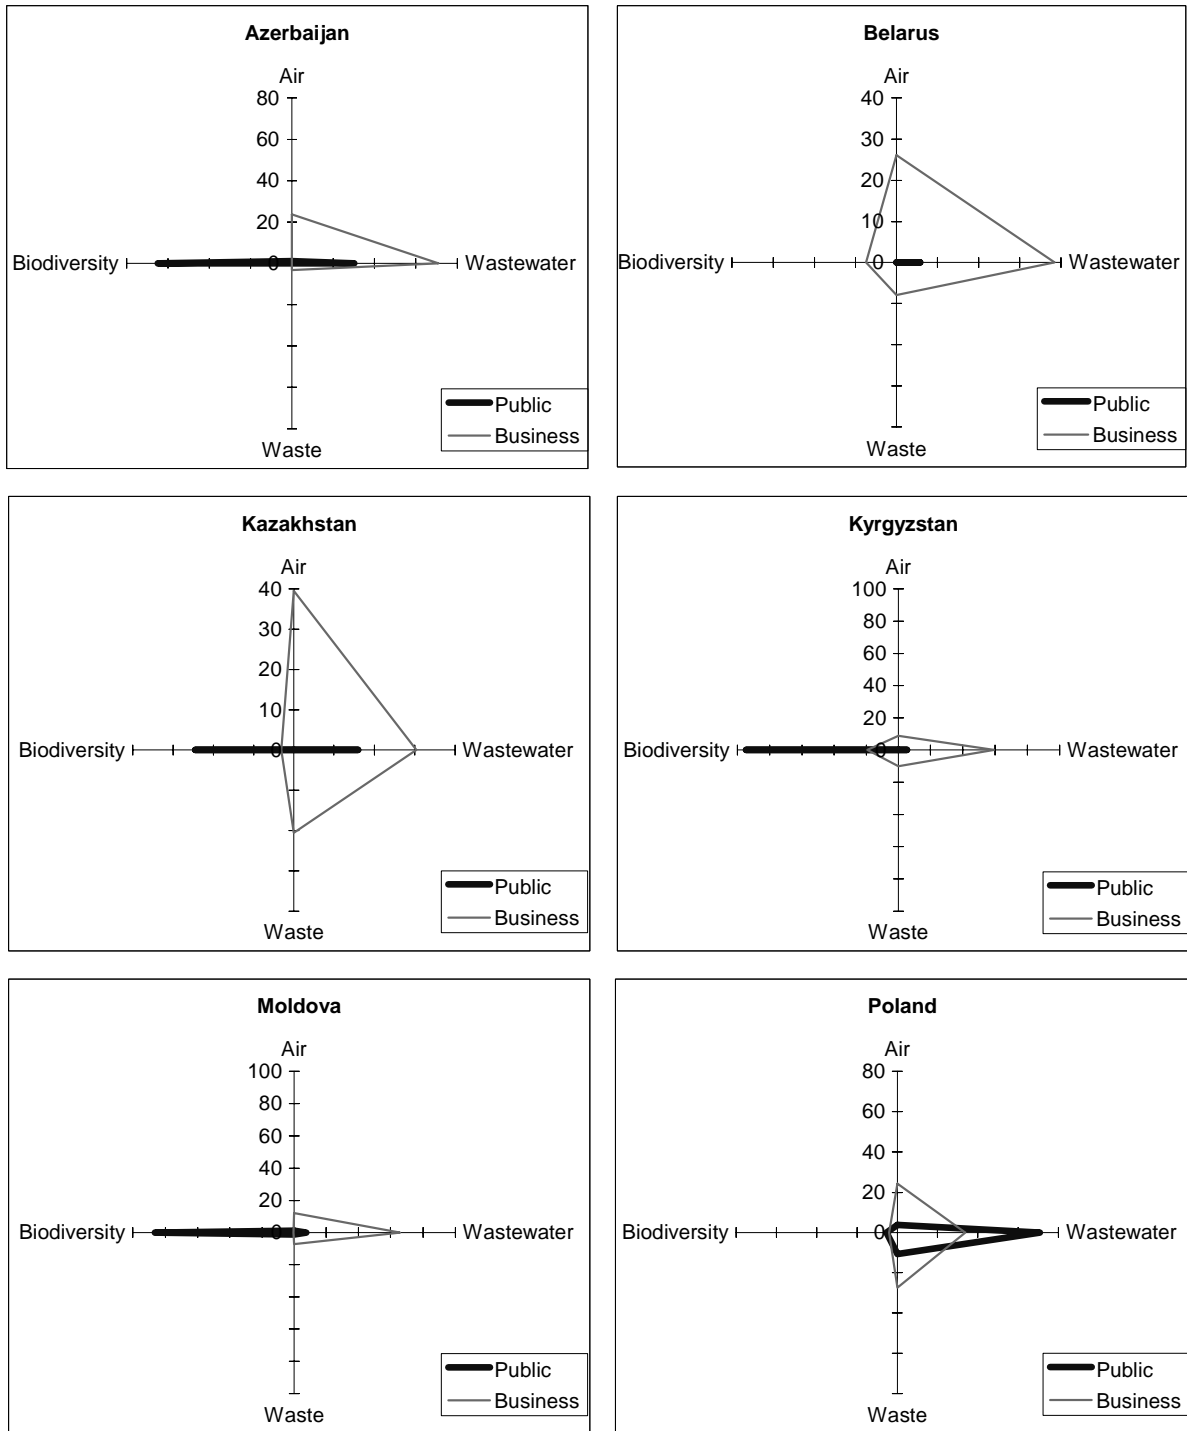 Azerbaijan
Air
80
60
40
20
0
Biodiversity
Wastewater
Waste
Public
Business
Belarus
Air
40
30
20
10
0
Biodiversity
Wastewater
Waste
Public
Business
Kazakhstan
Air
40
30
20
10
0
Biodiversity
Wastewater
Waste
Public
Business
Kyrgyzstan
Air
100
80
60
40
20
0
Biodiversity
Wastewater
Waste
Public
Business
Moldova
Air
100
80
60
40
20
0
Biodiversity
Wastewater
Waste
Public
Business
Poland
Air
80
60
40
20
0
Biodiversity
Wastewater
Waste
Public
Business